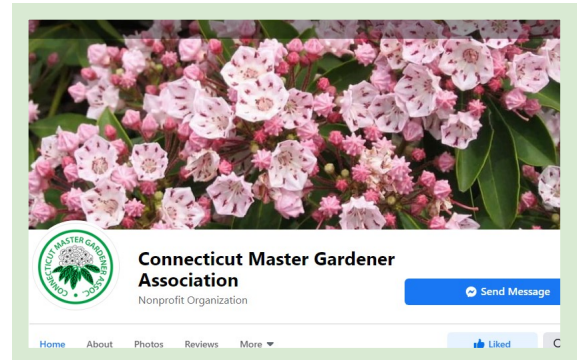 CONNECTICUT MASTER GARDENER ASSOC.
Connecticut Master Gardener
Association
Nonprofit Organization
Send Message
Home About Photos Reviews More
Liked